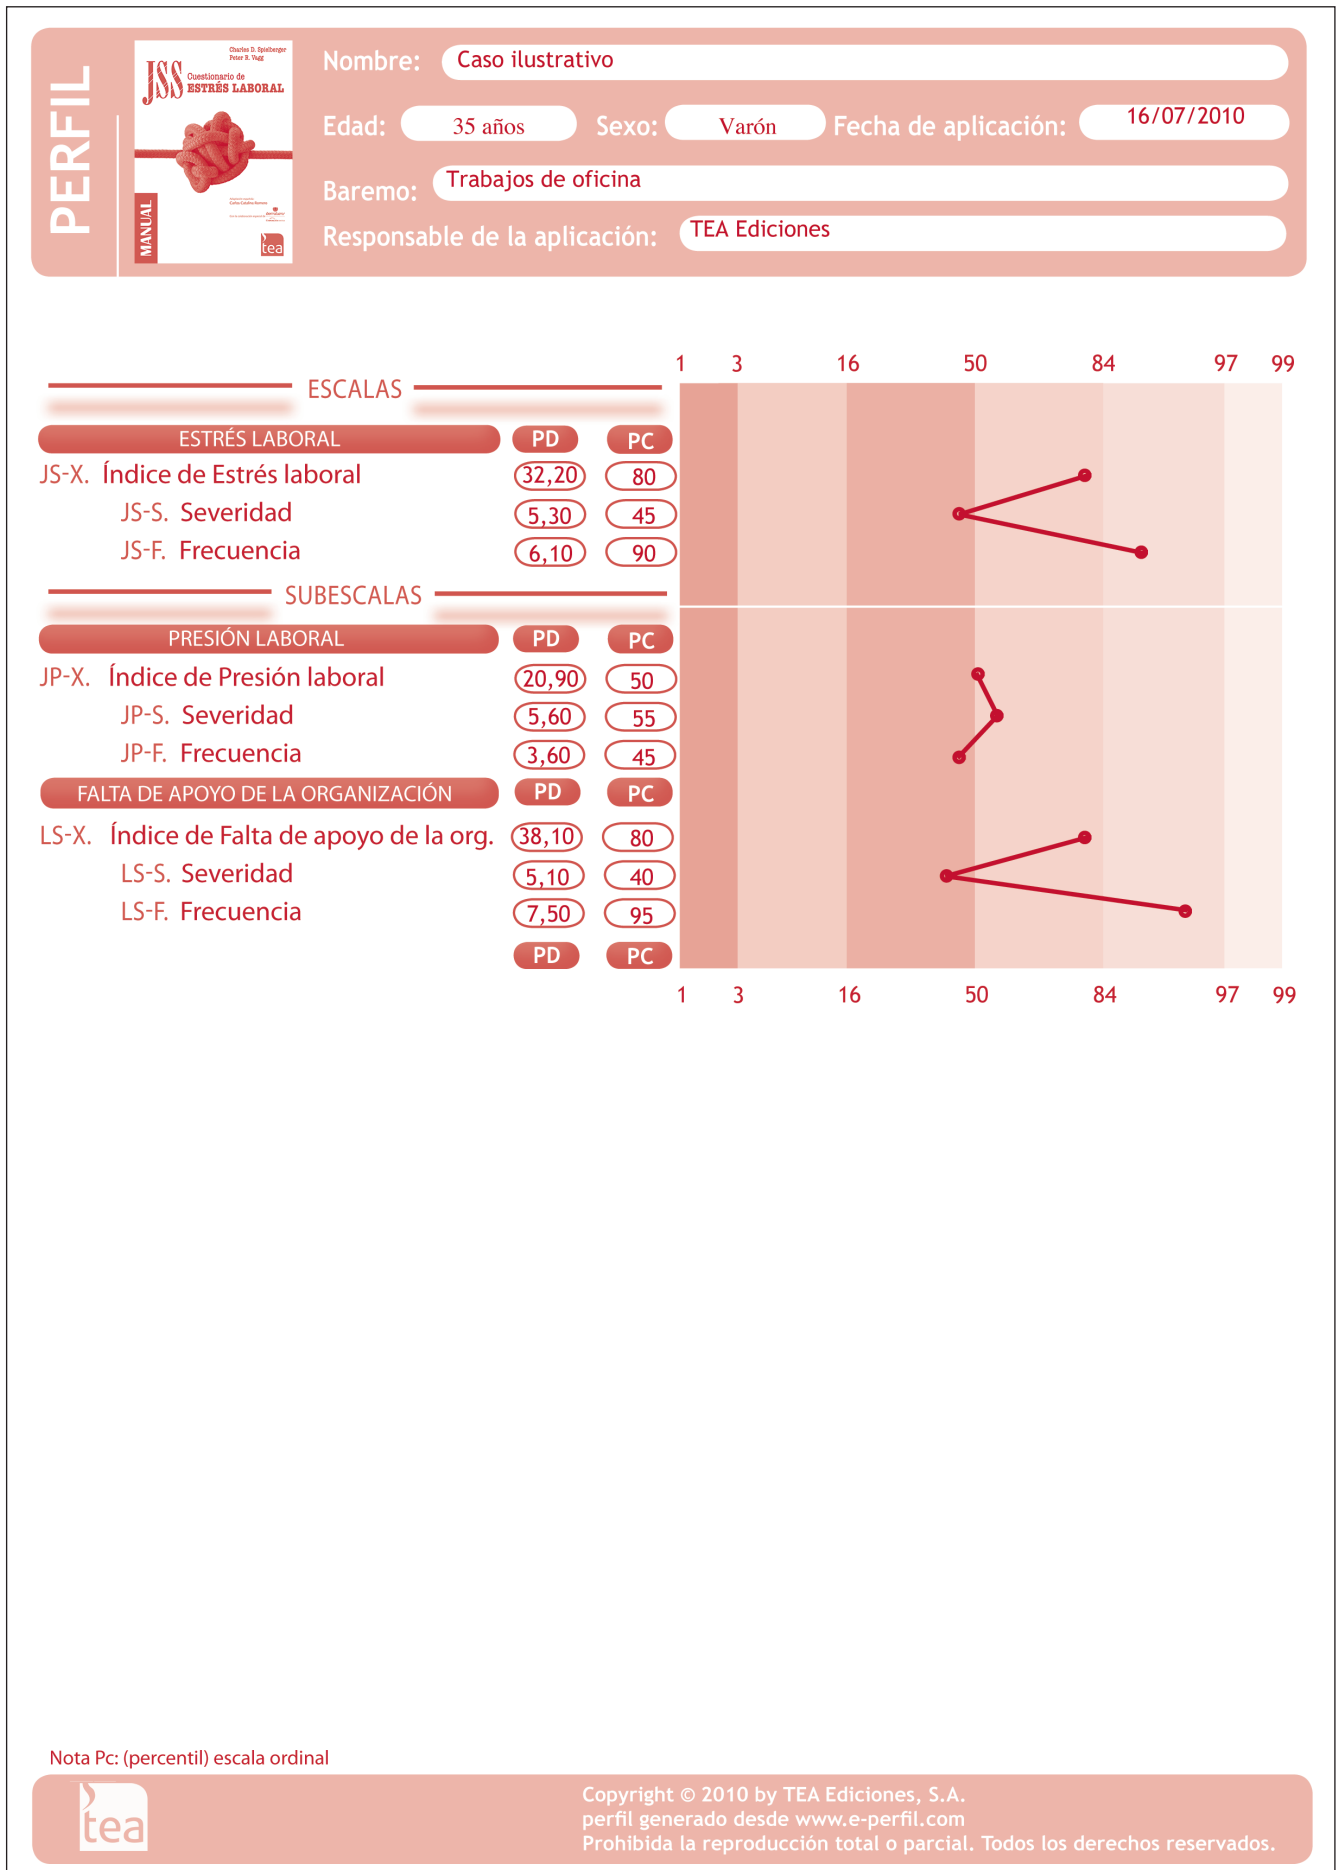 PERFIL
Charles D. Spielberger
Peter R. Vagg
JSS Cuestionario de
ESTRÉS LABORAL
MANUAL
tea
Nombre: Caso ilustrativo
Edad: 35 años Sexo: Varón Fecha de aplicación: 16/07/2010
Baremo: Trabajos de oficina
Responsable de la aplicación: TEA Ediciones
1 3 16 50 84 97 99
ESCALAS
ESTRÉS LABORAL PD PC
JS-X. Índice de Estrés laboral 32,20 80
JS-S. Severidad 5,30 45
JS-F. Frecuencia 6,10 90
SUBESCALAS
PRESIÓN LABORAL PD PC
JP-X. Índice de Presión laboral 20,90 50
JP-S. Severidad 5,60 55
JP-F. Frecuencia 3,60 45
FALTA DE APOYO DE LA ORGANIZACIÓN PD PC
LS-X. Índice de Falta de apoyo de la org. 38,10 80
LS-S. Severidad 5,10 40
LS-F. Frecuencia 7,50 95
PD PC
1 3 16 50 84 97 99
Nota Pc: (percentil) escala ordinal
tea
Copyright © 2010 by TEA Ediciones, S.A.
perfil generado desde www.e-perfil.com
Prohibida la reproducción total o parcial. Todos los derechos reservados.